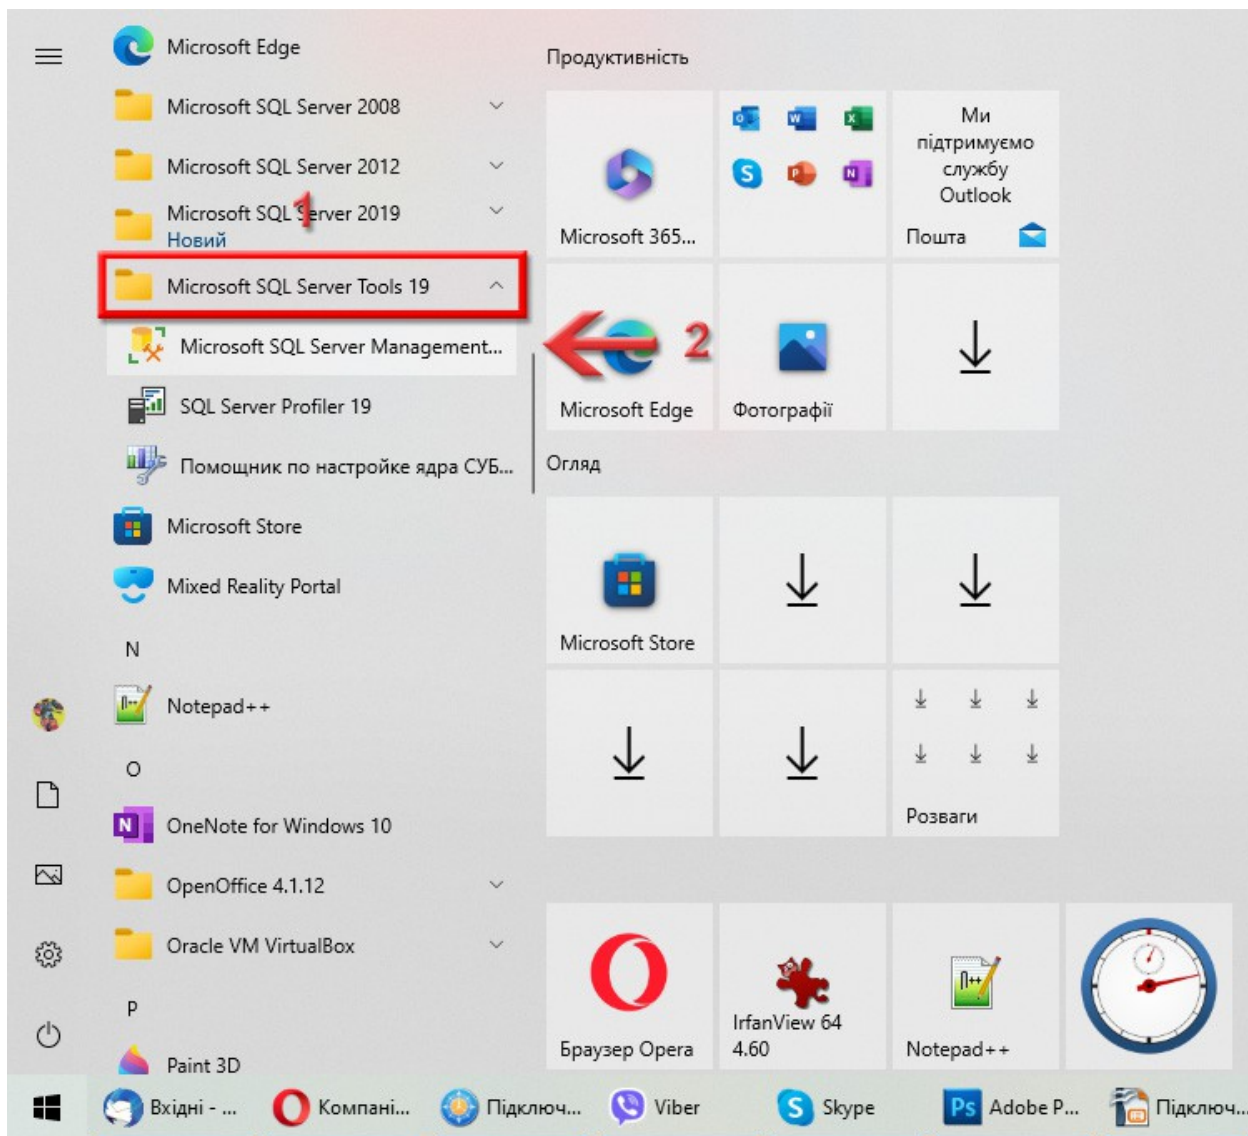 Microsoft Edge
Microsoft SQL Server 2008
Microsoft SQL Server 2012
Microsoft SQL Server 2019
Новий
1
Microsoft SQL Server Tools 19
Microsoft SQL Server Management...
2
SQL Server Profiler 19
Помощник по настройке ядра СУБ...
Microsoft Store
Mixed Reality Portal
N
Notepad++
O
OneNote for Windows 10
OpenOffice 4.1.12
Oracle VM VirtualBox
P
Paint 3D
Продуктивність
Microsoft 365...
Ми
підтримуємо
службу
Outlook
Пошта
Microsoft Edge
Фотографії
Огляд
Microsoft Store
Розваги
Браузер Opera
IrfanView 64
4.60
Notepad++
Вхідні - ...
Компані...
Підключ...
Viber
Skype
Adobe P...
Підключ...